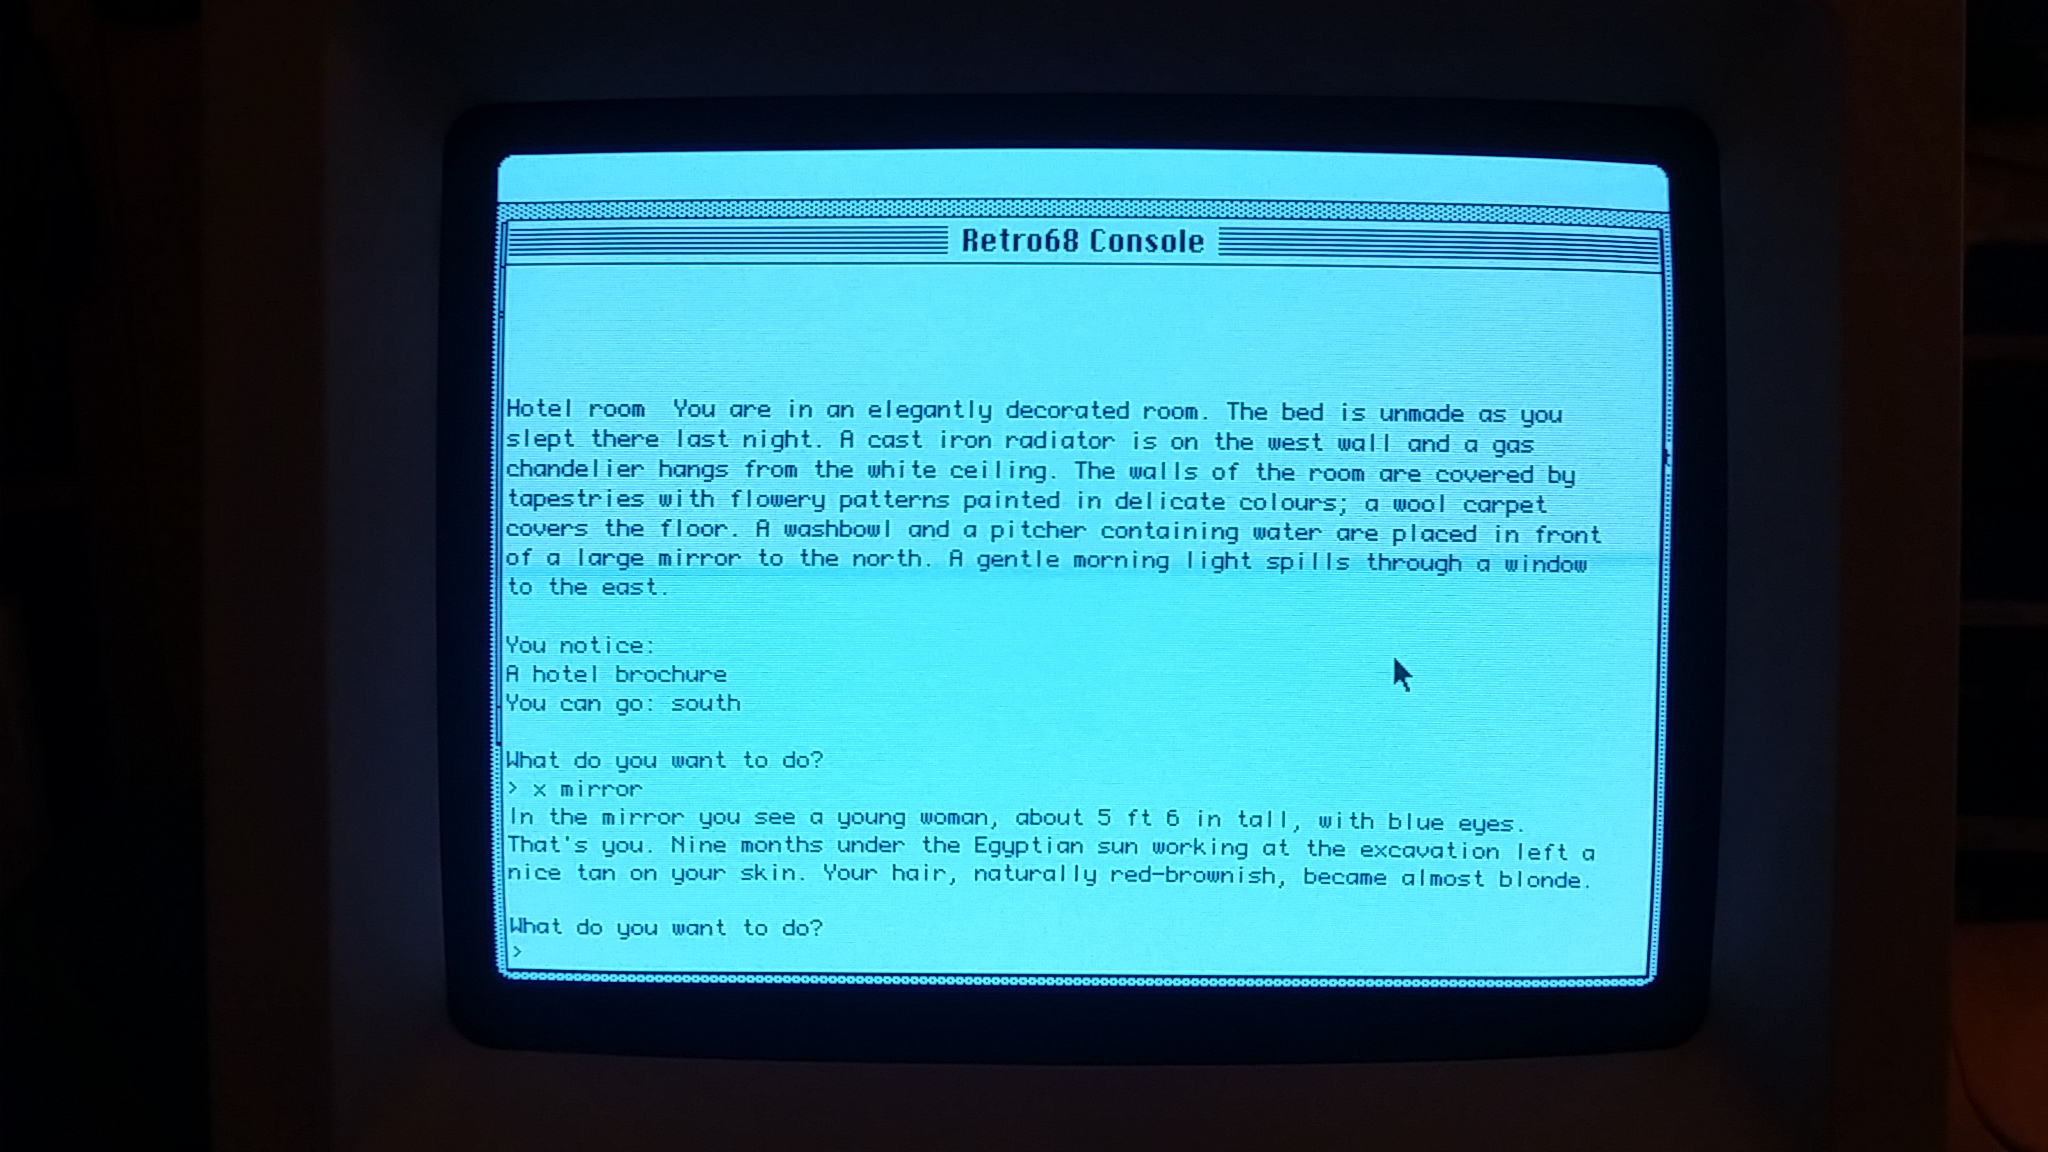 Retro68 Console
Hotel room  You are in an elegantly decorated room. The bed is unmade as you
slept there last night. A cast iron radiator is on the west wall and a gas
chandelier hangs from the white ceiling. The walls of the room are covered by
tapestries with flowery patterns painted in delicate colours; a wool carpet
covers the floor. A washbowl and a pitcher containing water are placed in front
of a large mirror to the north. A gentle morning light spills through a window
to the east.
You notice:
A hotel brochure
You can go: south
What do you want to do?
> x mirror
In the mirror you see a young woman, about 5 ft 6 in tall, with blue eyes.
That's you. Nine months under the Egyptian sun working at the excavation left a
nice tan on your skin. Your hair, naturally red-brownish, became almost blonde.
What do you want to do?
>